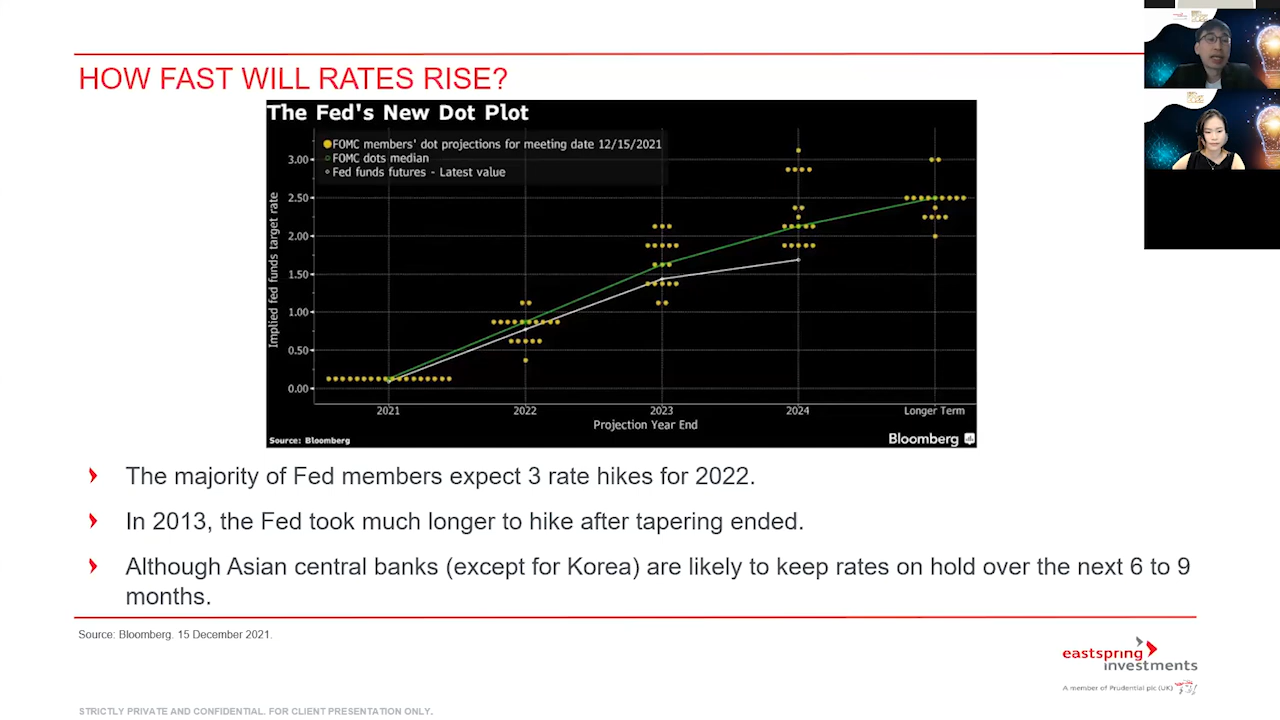 HOW FAST WILL RATES RISE?
The Fed's New Dot Plot
FOMC members' dot projections for meeting date 12/15/2021
FOMC dots median
Fed funds futures - Latest value
Implied fed funds target rate
3.00
2.50
2.00
1.50
1.00
0.50
0.00
2021 2022 2023 2024 Longer Term
Projection Year End
Source: Bloomberg
Bloomberg
The majority of Fed members expect 3 rate hikes for 2022.
In 2013, the Fed took much longer to hike after tapering ended.
Although Asian central banks (except for Korea) are likely to keep rates on hold over the next 6 to 9
months.
Source: Bloomberg. 15 December 2021.
eastspring
investments
A member of Prudential plc (UK)
STRICTLY PRIVATE AND CONFIDENTIAL. FOR CLIENT PRESENTATION ONLY.